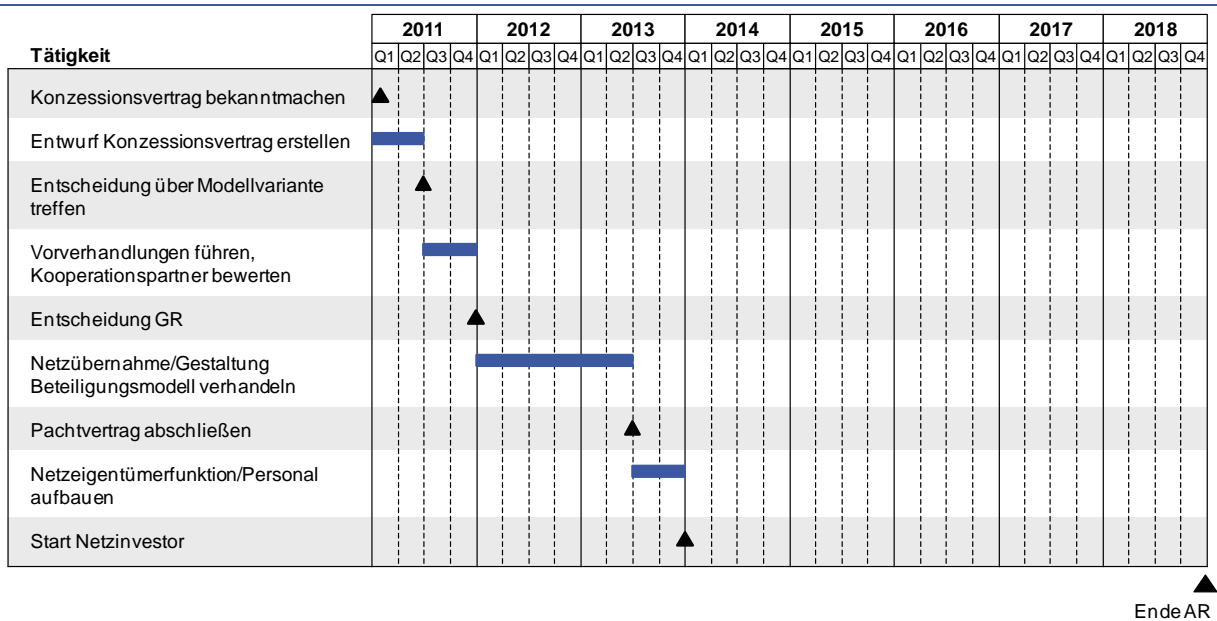 2011 2012 2013 2014 2015 2016 2017 2018
Tätigkeit Q1 Q2 Q3 Q4 Q1 Q2 Q3 Q4 Q1 Q2 Q3 Q4 Q1 Q2 Q3 Q4 Q1 Q2 Q3 Q4 Q1 Q2 Q3 Q4 Q1 Q2 Q3 Q4 Q1 Q2 Q3 Q4
Konzessionsvertrag bekanntmachen
Entwurf Konzessionsvertrag erstellen
Entscheidung über Modellvariante
treffen
Vorverhandlungen führen,
Kooperationspartner bewerten
Entscheidung GR
Netzübernahme/Gestaltung
Beteiligungsmodell verhandeln
Pachtvertrag abschließen
Netzeigentümerfunktion/Personal
aufbauen
Start Netzinvestor
Ende AR